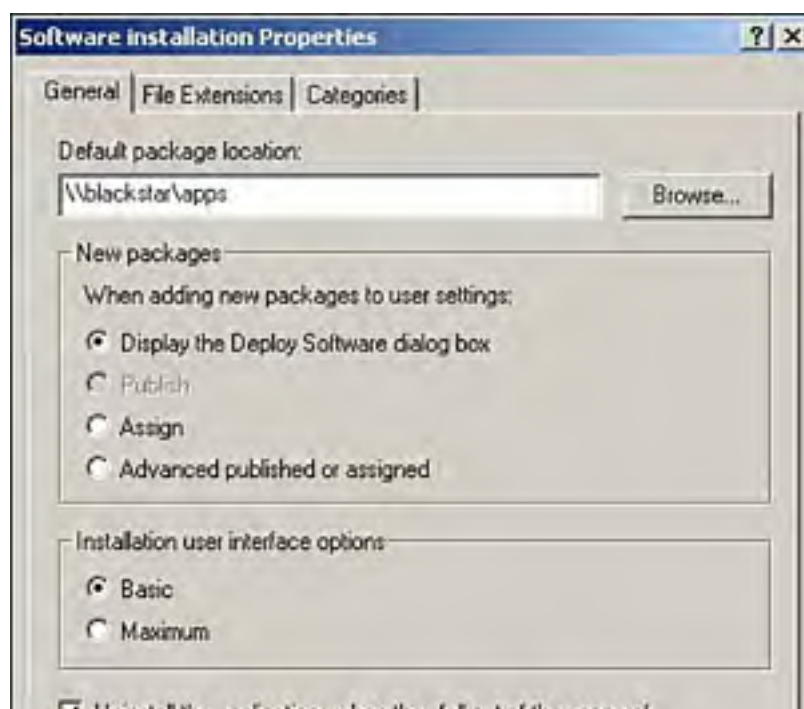 Software installation Properties
General
File Extensions
Categories
Default package location:
\\blackstar\apps
Browse...
New packages
When adding new packages to user settings:
Display the Deploy Software dialog box
Publish
Assign
Advanced published or assigned
Installation user interface options
Basic
Maximum